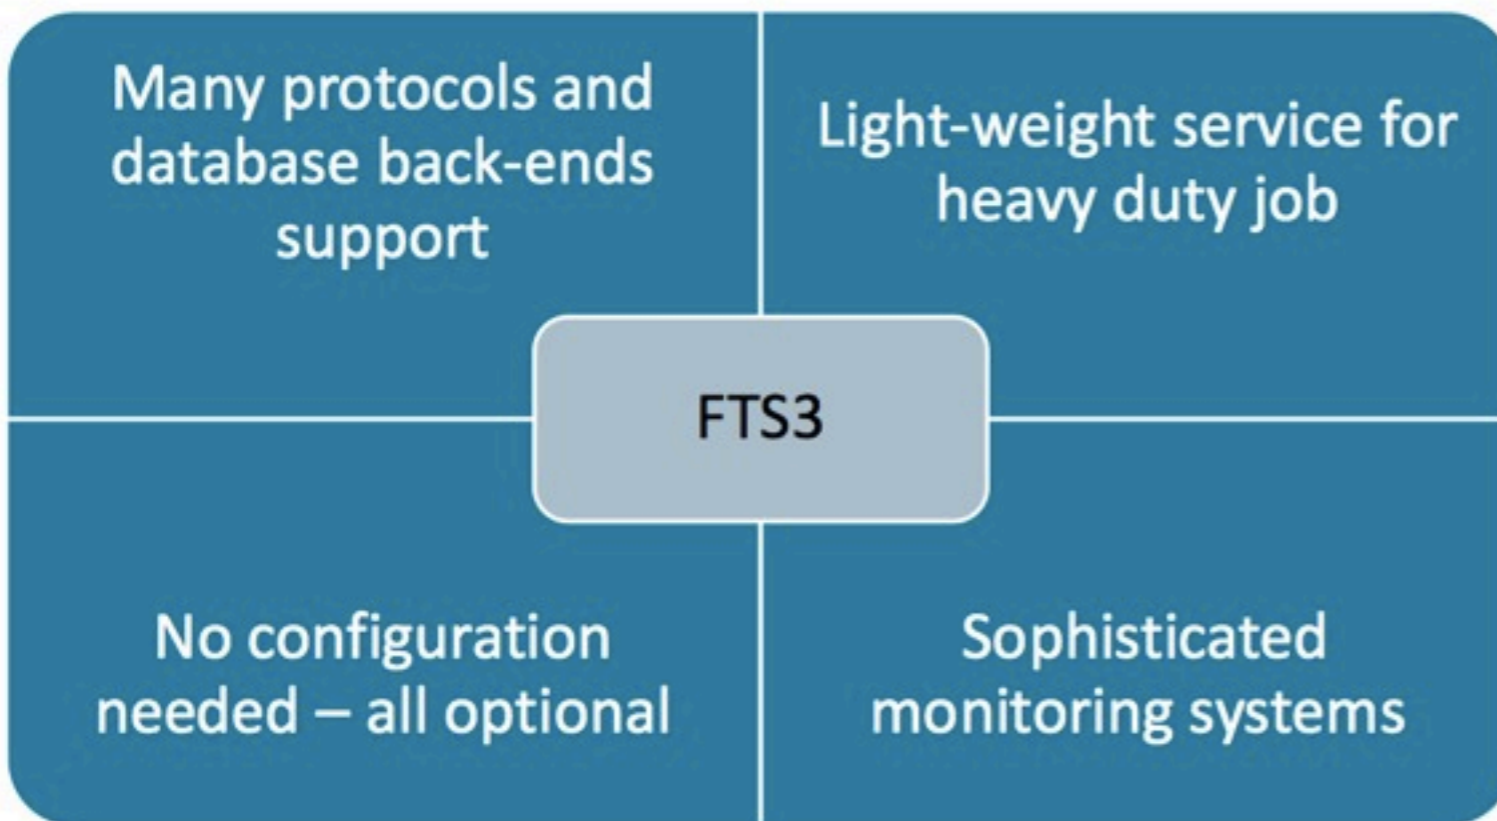 Many protocols and
database back-ends
support
Light-weight service for
heavy duty job
FTS3
No configuration
needed – all optional
Sophisticated
monitoring systems